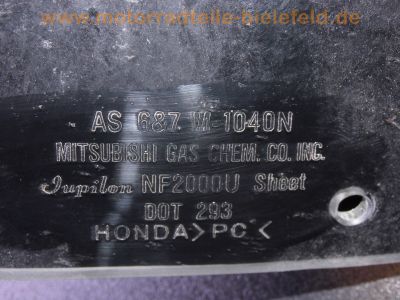 www.motorradteile-bielefeld.de
AS 687 VI-1040N
MITSUBISHI GAS CHEM. CO. INC.
Iupilon NF2000U Sheet
DOT 293
HONDA >PC<